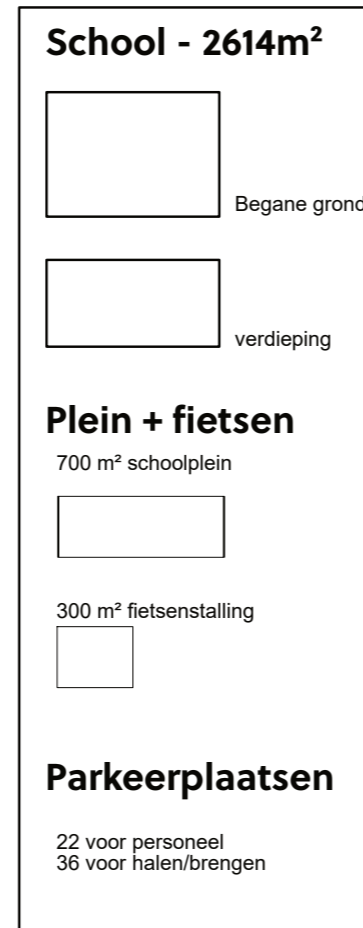 School - 2614m²
Begane grond
verdieping
Plein + fietsen
700 m² schoolplein
300 m² fietsenstalling
Parkeerplaatsen
22 voor personeel
36 voor halen/brengen